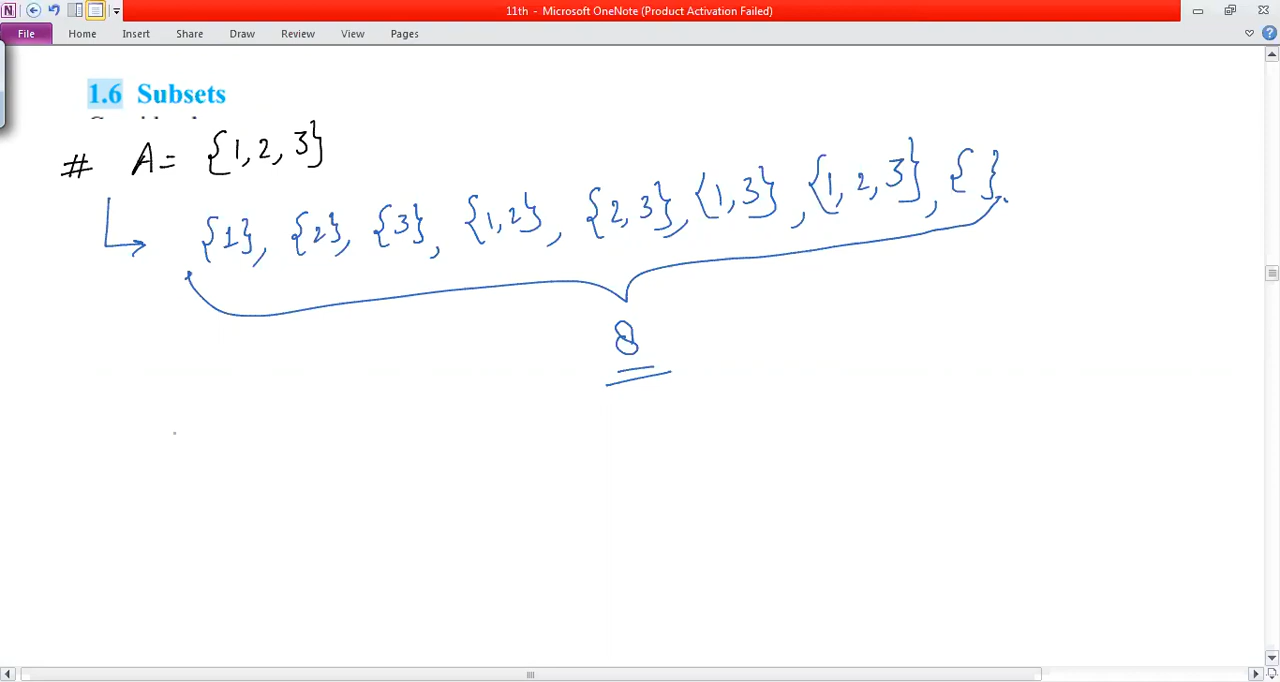 11th - Microsoft OneNote (Product Activation Failed)
File Home Insert Share Draw Review View Pages
1.6 Subsets
# A = {1, 2, 3}
{1}, {2}, {3}, {1, 2}, {2, 3}, {1, 3}, {1, 2, 3}, { }.
8